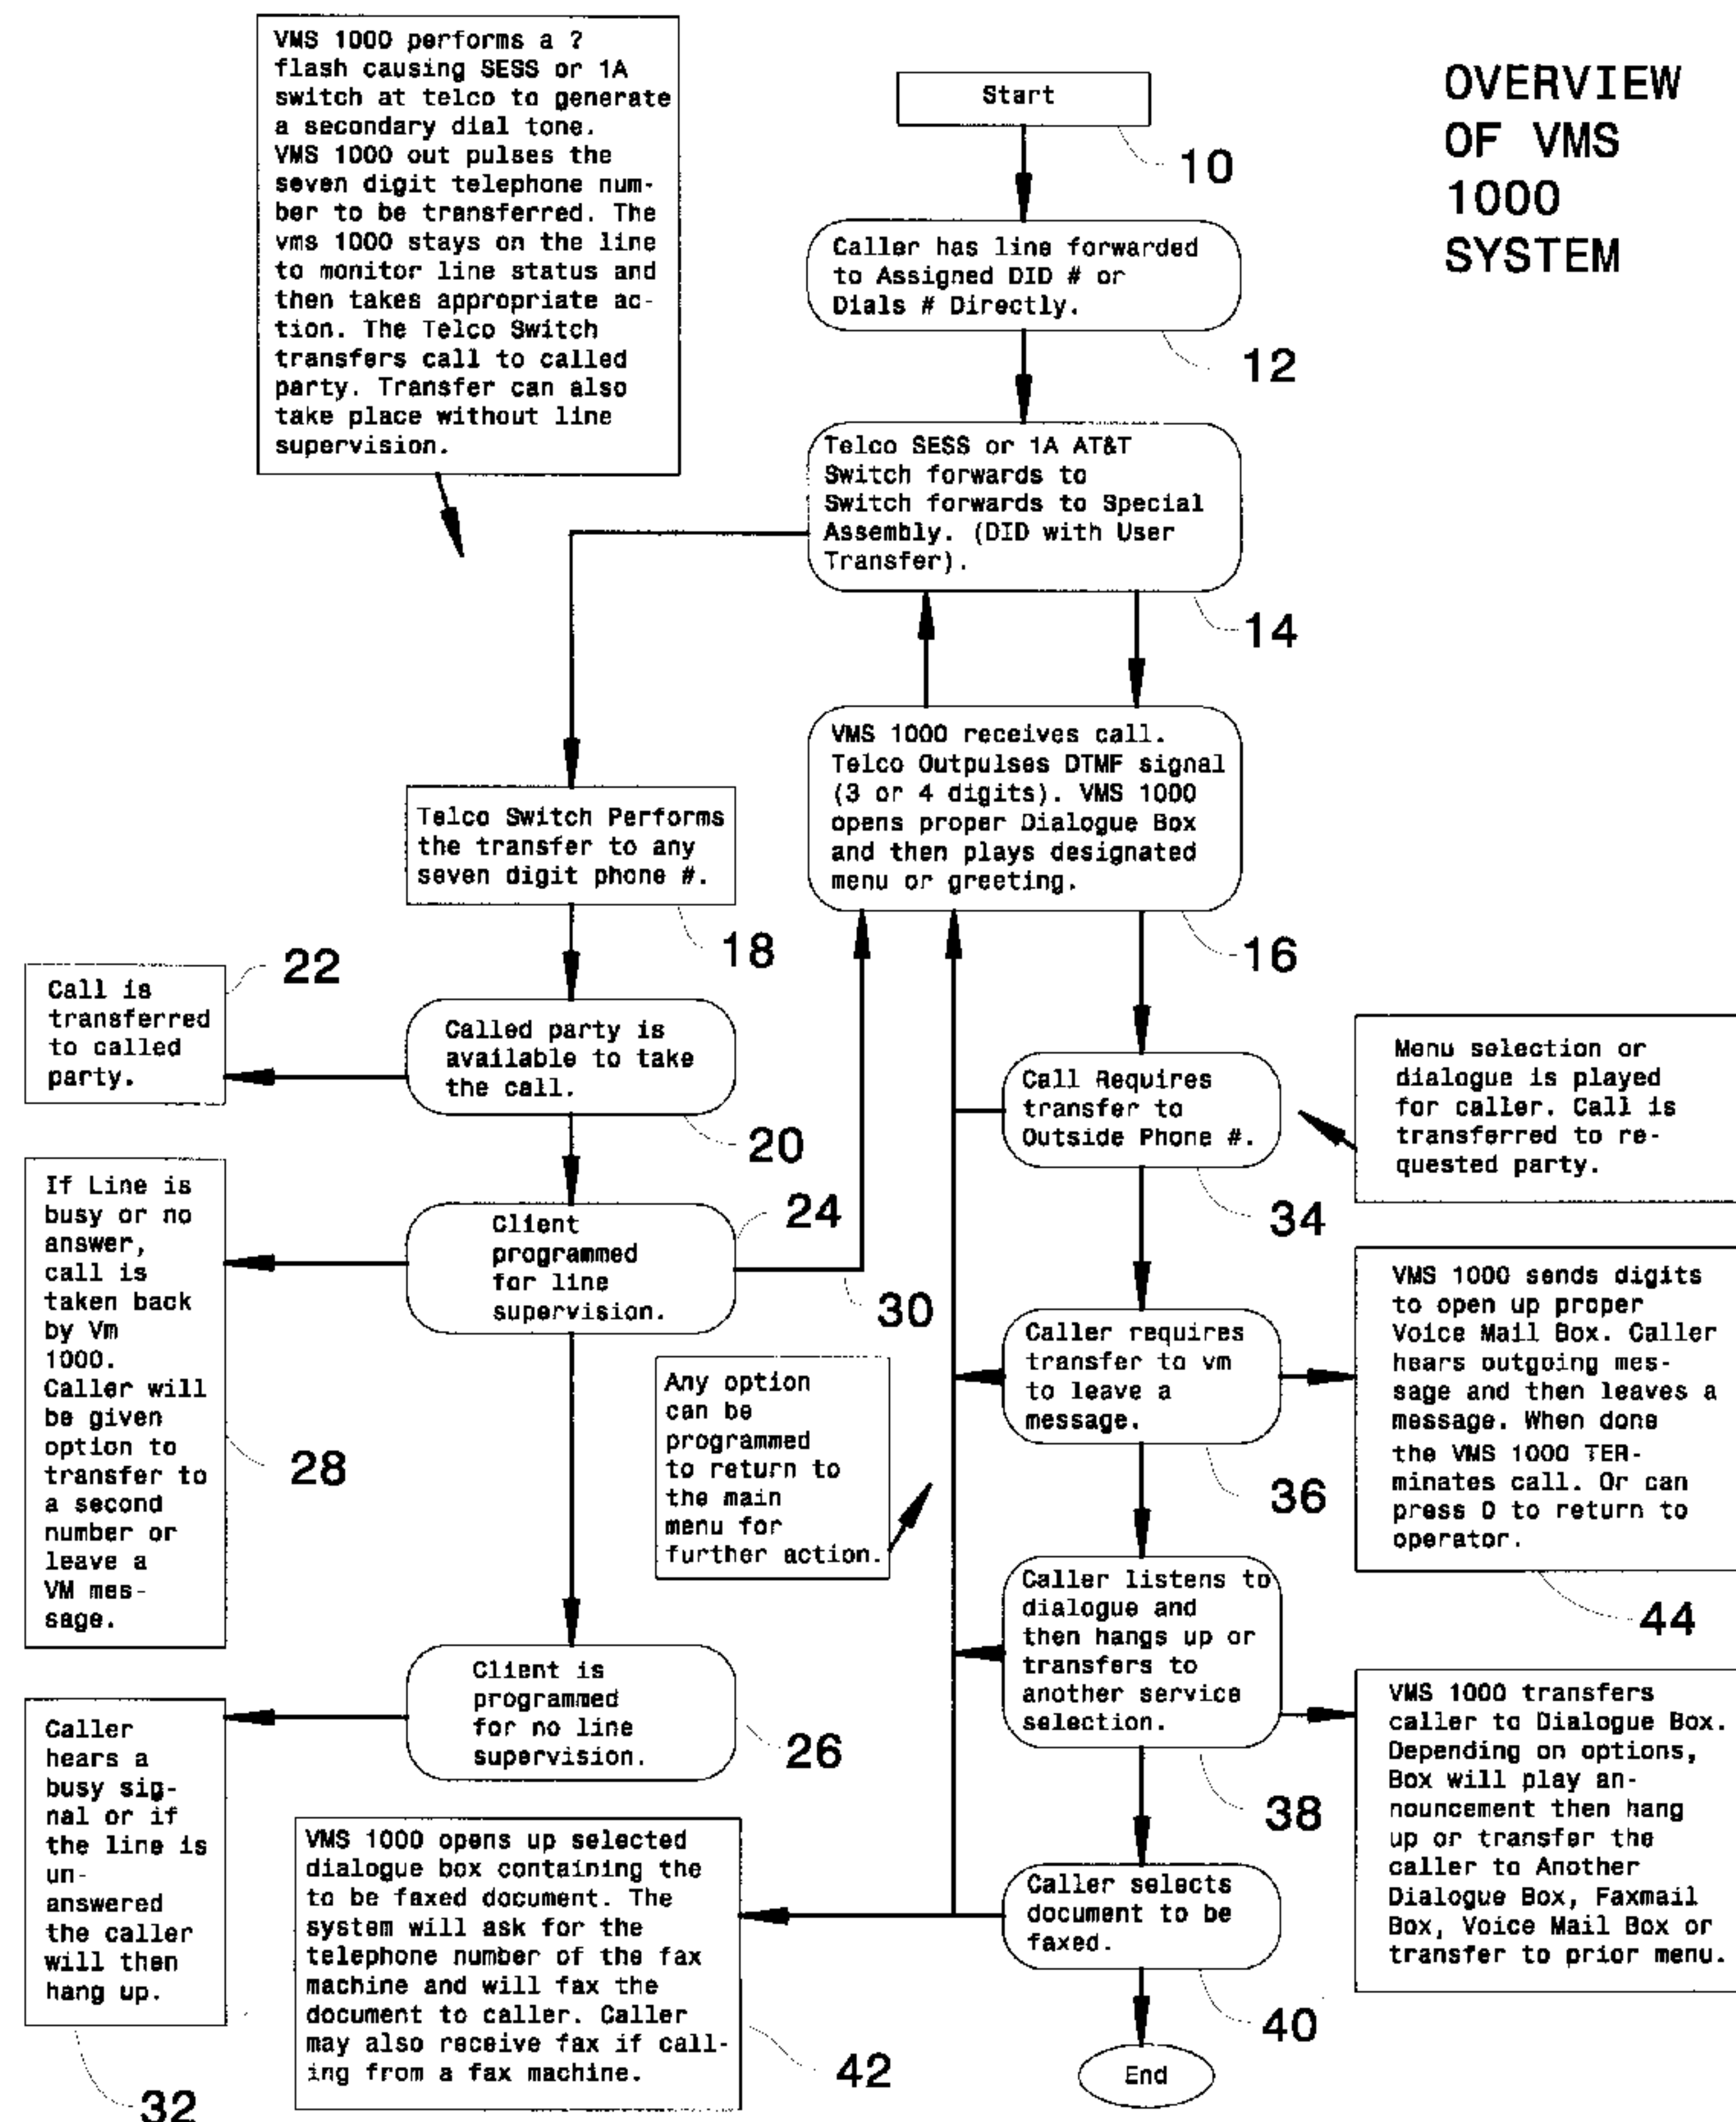 OVERVIEW
OF VMS
1000
SYSTEM
VMS 1000 performs a ?
flash causing SESS or 1A
switch at telco to generate
a secondary dial tone.
VMS 1000 out pulses the
seven digit telephone num-
ber to be transferred. The
vms 1000 stays on the line
to monitor line status and
then takes appropriate ac-
tion. The Telco Switch
transfers call to called
party. Transfer can also
take place without line
supervision.
Start
10
Caller has line forwarded
to Assigned DID # or
Dials # Directly.
12
Telco SESS or 1A AT&T
Switch forwards to
Switch forwards to Special
Assembly. (DID with User
Transfer).
14
VMS 1000 receives call.
Telco Outpulses DTMF signal
(3 or 4 digits). VMS 1000
opens proper Dialogue Box
and then plays designated
menu or greeting.
16
Telco Switch Performs
the transfer to any
seven digit phone #.
18
Call is
transferred
to called
party.
22
Called party is
available to take
the call.
20
Call Requires
transfer to
Outside Phone #.
34
Menu selection or
dialogue is played
for caller. Call is
transferred to re-
quested party.
If Line is
busy or no
answer,
call is
taken back
by Vm
1000.
Caller will
be given
option to
transfer to
a second
number or
leave a
VM mes-
sage.
28
Client
programmed
for line
supervision.
24
30
Any option
can be
programmed
to return to
the main
menu for
further action.
Caller requires
transfer to vm
to leave a
message.
36
VMS 1000 sends digits
to open up proper
Voice Mail Box. Caller
hears outgoing mes-
sage and then leaves a
message. When done
the VMS 1000 TER-
minates call. Or can
press 0 to return to
operator.
44
Caller listens to
dialogue and
then hangs up or
transfers to
another service
selection.
38
VMS 1000 transfers
caller to Dialogue Box.
Depending on options,
Box will play an-
nouncement then hang
up or transfer the
caller to Another
Dialogue Box, Faxmail
Box, Voice Mail Box or
transfer to prior menu.
Client is
programmed
for no line
supervision.
26
Caller
hears a
busy sig-
nal or if
the line is
un-
answered
the caller
will then
hang up.
32
VMS 1000 opens up selected
dialogue box containing the
to be faxed document. The
system will ask for the
telephone number of the fax
machine and will fax the
document to caller. Caller
may also receive fax if call-
ing from a fax machine.
42
Caller selects
document to be
faxed.
40
End